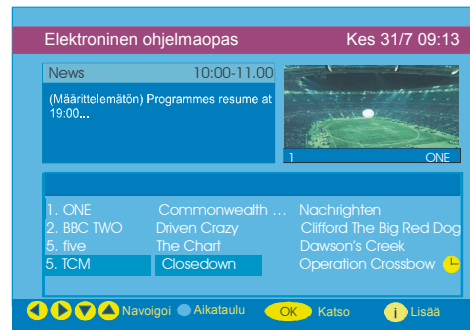 Elektroninen ohjelmaopas Kes 31/7 09:13
News 10:00-11.00
(Määrittelemätön) Programmes resume at
19:00...
1 ONE
1. ONE Commonwealth ... Nachrighten
2. BBC TWO Driven Crazy Clifford The Big Red Dog
5. five The Chart Dawson's Creek
5. TCM Closedown Operation Crossbow
Navoigoi Aikataulu OK Katso i Lisää